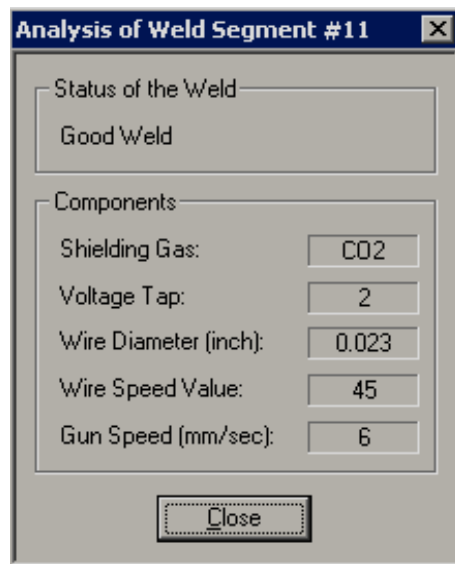 Analysis of Weld Segment #11
Status of the Weld
Good Weld
Components
Shielding Gas: CO2
Voltage Tap: 2
Wire Diameter (inch): 0.023
Wire Speed Value: 45
Gun Speed (mm/sec): 6
Close